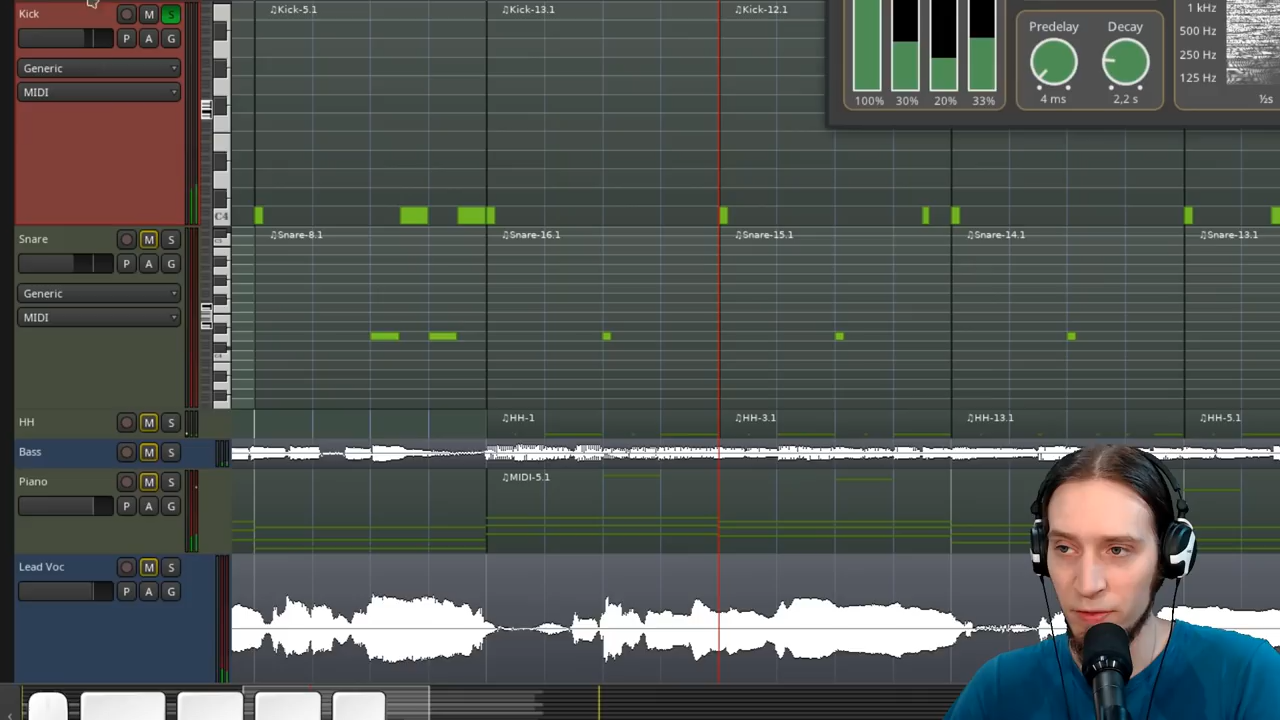 Kick M S ♫Kick-5.1 ♫Kick-13.1 ♫Kick-12.1
P A G
Generic
MIDI
C4
Predelay Decay
4 ms 2,2 s
100% 30% 20% 33%
1 kHz
500 Hz
250 Hz
125 Hz
½s
Snare M S ♫Snare-8.1 ♫Snare-16.1 ♫Snare-15.1 ♫Snare-14.1 ♫Snare-13.1
P A G
Generic
MIDI
HH M S ♫HH-1 ♫HH-3.1 ♫HH-13.1 ♫HH-5.1
Bass M S
Piano M S ♫MIDI-5.1
P A G
Lead Voc M S
P A G